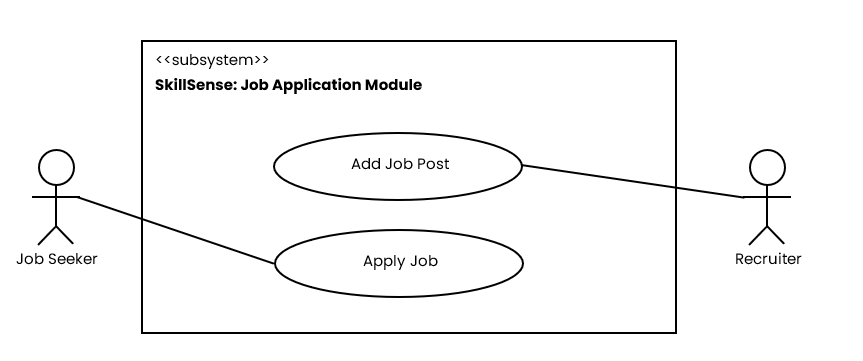 <<subsystem>>
SkillSense: Job Application Module
Add Job Post
Apply Job
Job Seeker
Recruiter